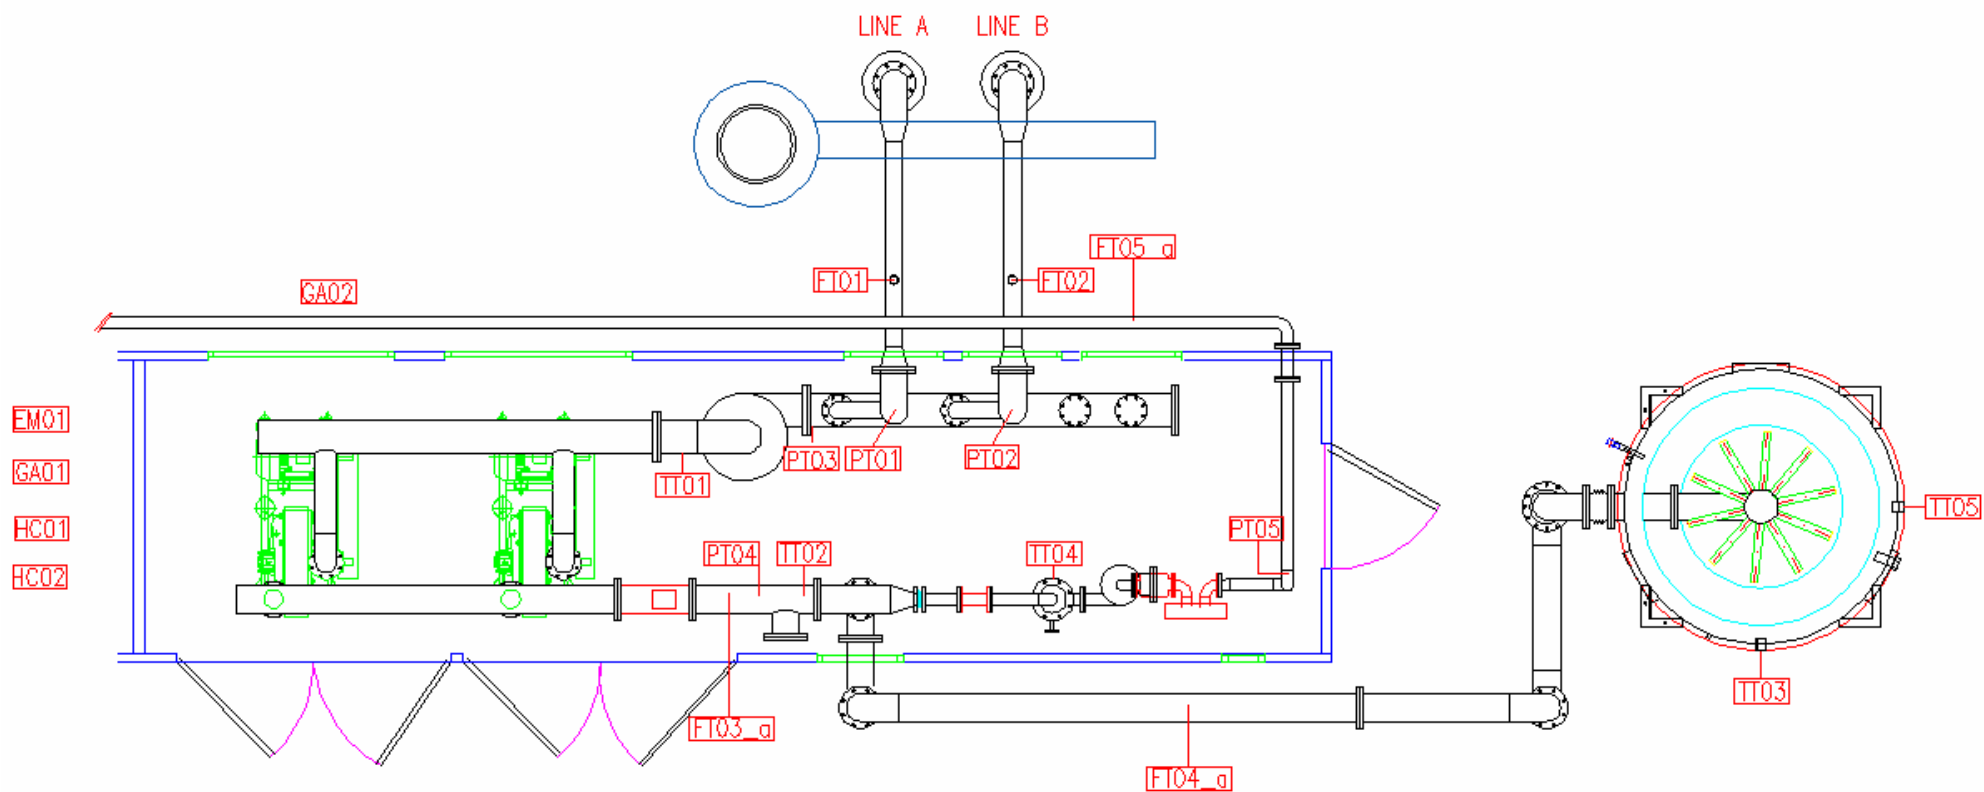 LINE A
LINE B
FT05_a
FT01
FT02
GA02
EM01
PT03
PT01
PT02
GA01
TT01
TT05
HC01
PT05
PT04
TT02
TT04
HC02
TT03
FT03_a
FT04_a